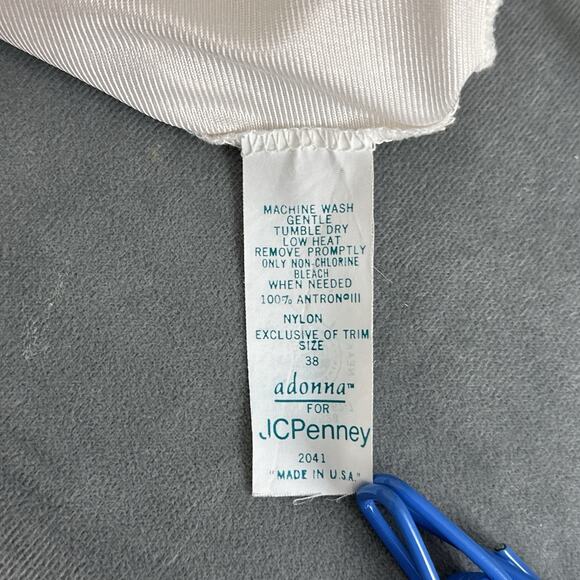 MACHINE WASH
GENTLE
TUMBLE DRY
LOW HEAT
REMOVE PROMPTLY
ONLY NON-CHLORINE
BLEACH
WHEN NEEDED
100% ANTRON®III
NYLON
EXCLUSIVE OF TRIM
SIZE
38
adonna™
FOR
JCPenney
2041
"MADE IN U.S.A."